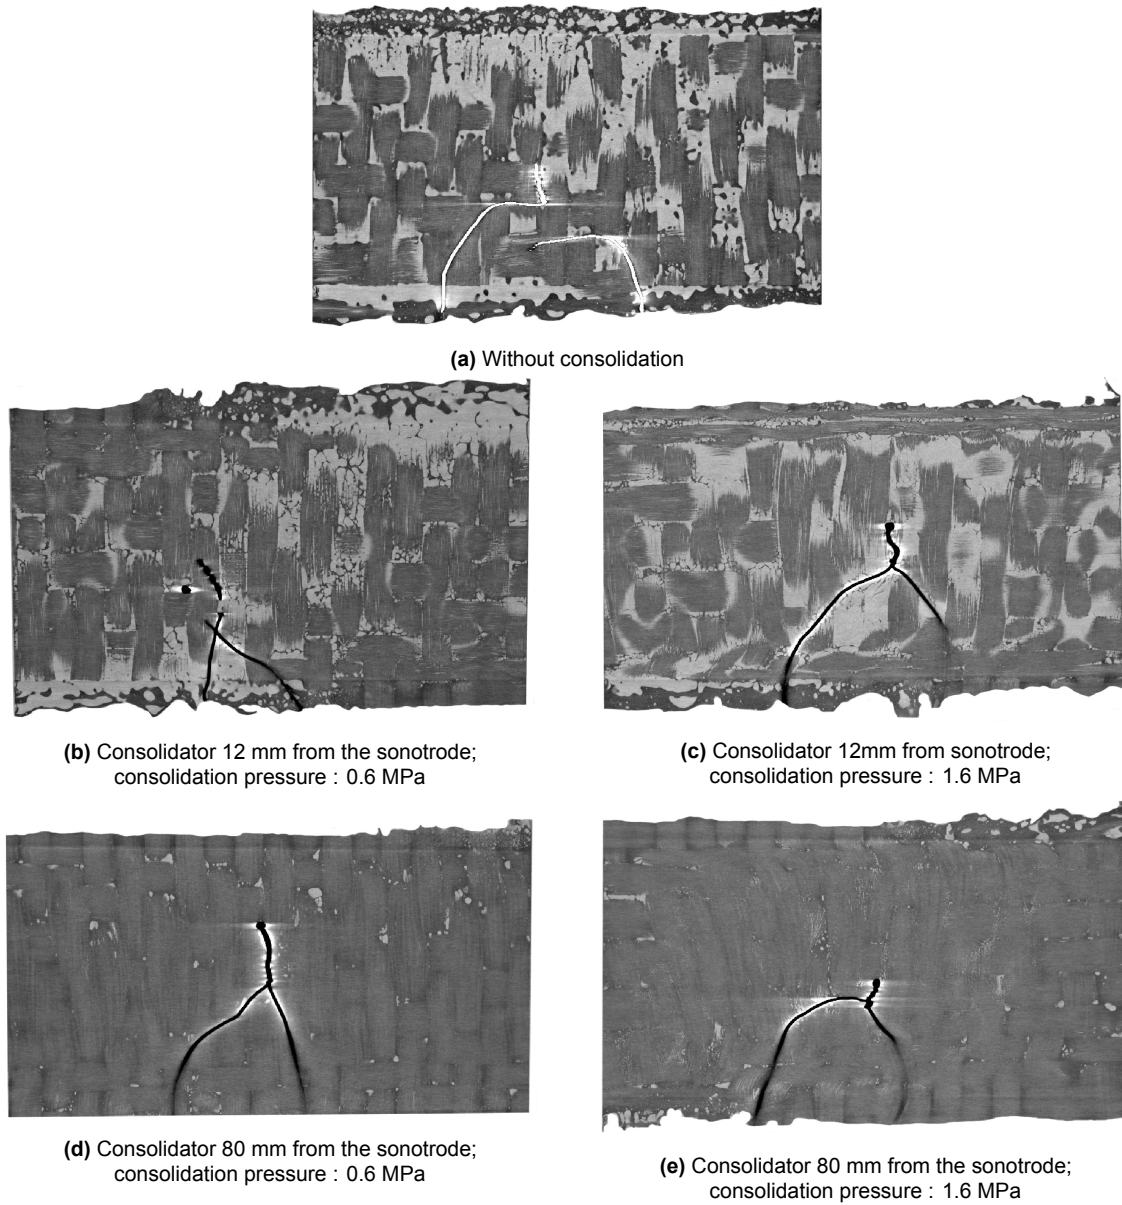 (a) Without consolidation
(b) Consolidator 12 mm from the sonotrode;
consolidation pressure : 0.6 MPa
(c) Consolidator 12mm from sonotrode;
consolidation pressure : 1.6 MPa
(d) Consolidator 80 mm from the sonotrode;
consolidation pressure : 0.6 MPa
(e) Consolidator 80 mm from the sonotrode;
consolidation pressure : 1.6 MPa